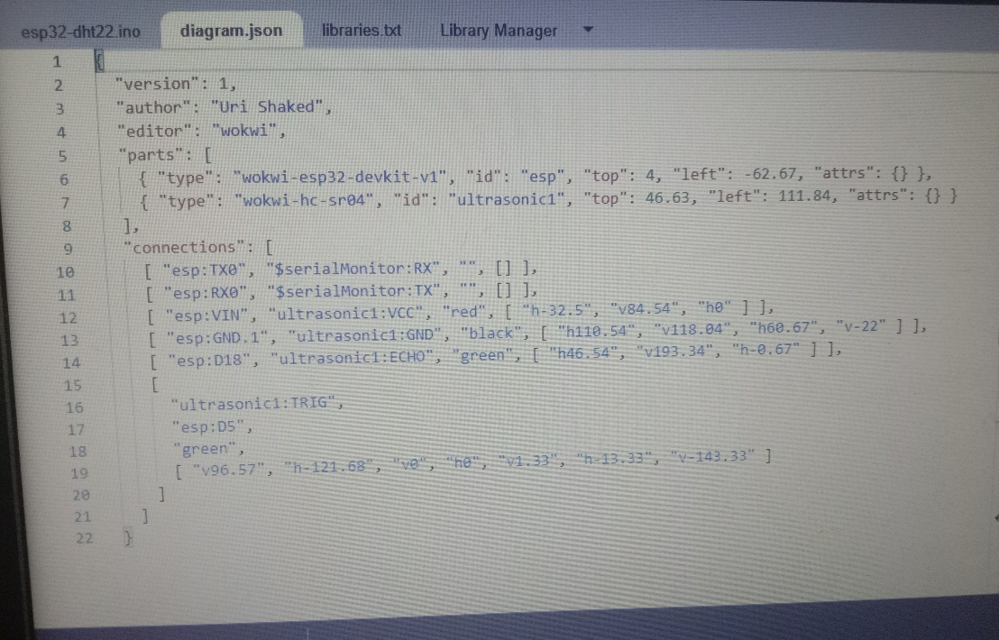 esp32-dht22.ino diagram.json libraries.txt Library Manager
1 {
2 "version": 1,
3 "author": "Uri Shaked",
4 "editor": "wokwi",
5 "parts": [
6 { "type": "wokwi-esp32-devkit-v1", "id": "esp", "top": 4, "left": -62.67, "attrs": {} },
7 { "type": "wokwi-hc-sr04", "id": "ultrasonic1", "top": 46.63, "left": 111.84, "attrs": {} }
8 ],
9 "connections": [
10 [ "esp:TX0", "$serialMonitor:RX", "", [] ],
11 [ "esp:RX0", "$serialMonitor:TX", "", [] ],
12 [ "esp:VIN", "ultrasonic1:VCC", "red", [ "h-32.5", "v84.54", "h0" ] ],
13 [ "esp:GND.1", "ultrasonic1:GND", "black", [ "h110.54", "v118.04", "h60.67", "v-22" ] ],
14 [ "esp:D18", "ultrasonic1:ECHO", "green", [ "h46.54", "v193.34", "h-0.67" ] ],
15 [
16 "ultrasonic1:TRIG",
17 "esp:D5",
18 "green",
19 [ "v96.57", "h-121.68", "v0", "h0", "v1.33", "h-13.33", "v-143.33" ]
20 ]
21 ]
22 }